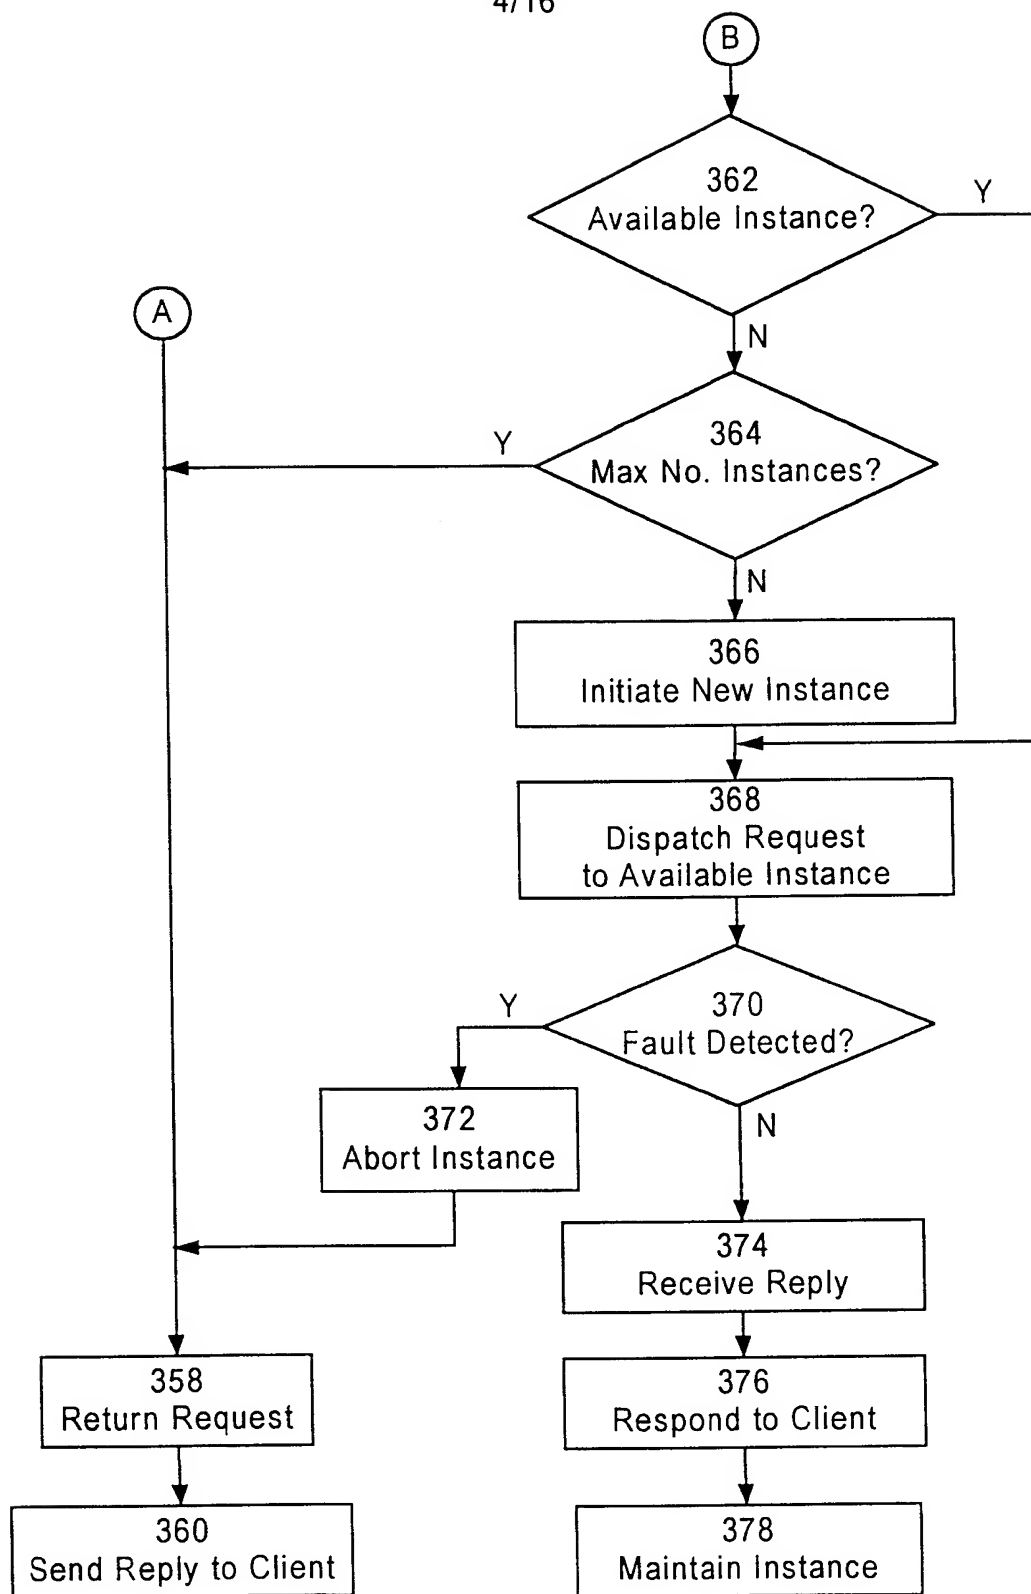 4/16
B
362
Available Instance?
Y
A
N
364
Max No. Instances?
Y
N
366
Initiate New Instance
368
Dispatch Request
to Available Instance
370
Fault Detected?
Y
372
Abort Instance
N
374
Receive Reply
358
Return Request
376
Respond to Client
360
Send Reply to Client
378
Maintain Instance